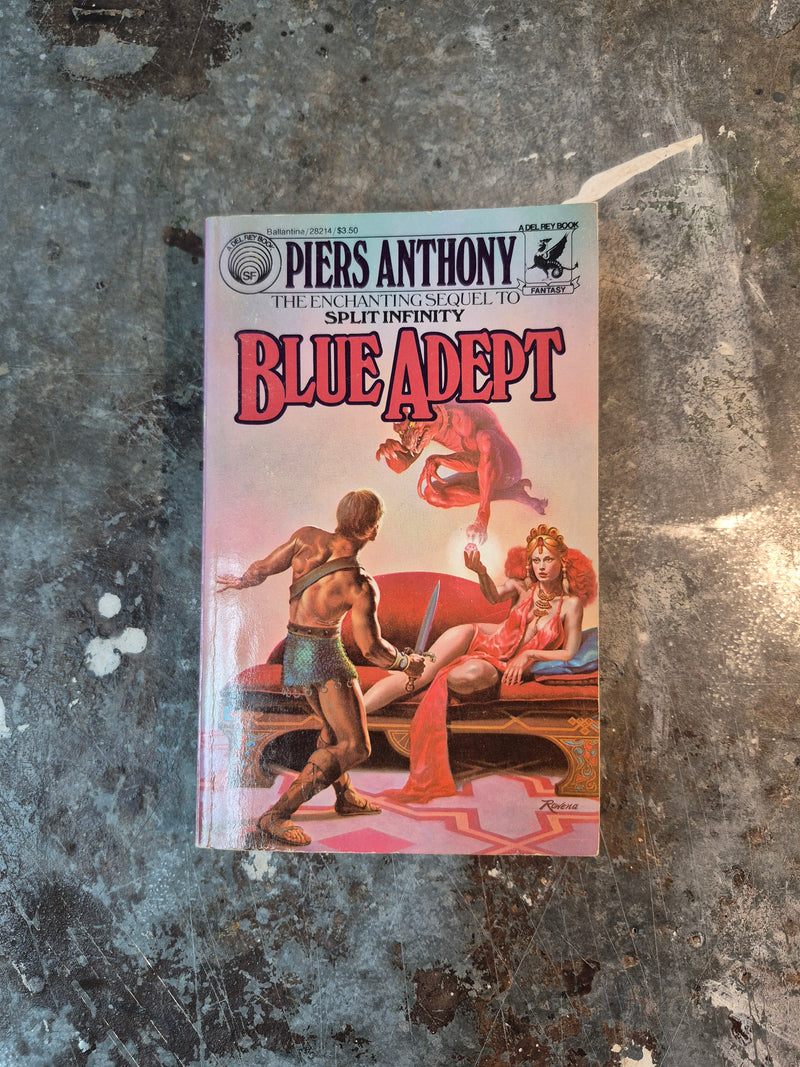 Ballantine/28214/$3.50
A DEL REY BOOK
SF
PIERS ANTHONY
A DEL REY BOOK
FANTASY
THE ENCHANTING SEQUEL TO
SPLIT INFINITY
BLUE ADEPT
Rowena